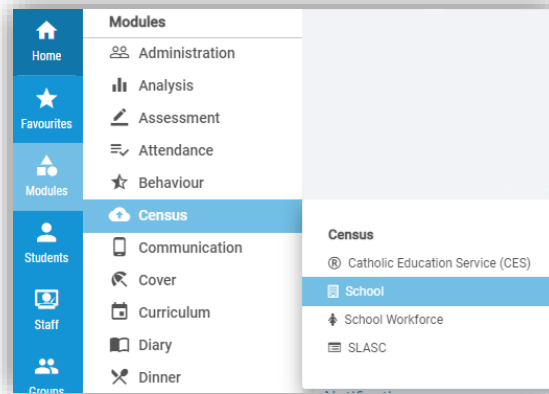 Home
Favourites
Modules
Students
Staff
Groups
Modules
Administration
Analysis
Assessment
Attendance
Behaviour
Census
Communication
Cover
Curriculum
Diary
Dinner
Census
Catholic Education Service (CES)
School
School Workforce
SLASC